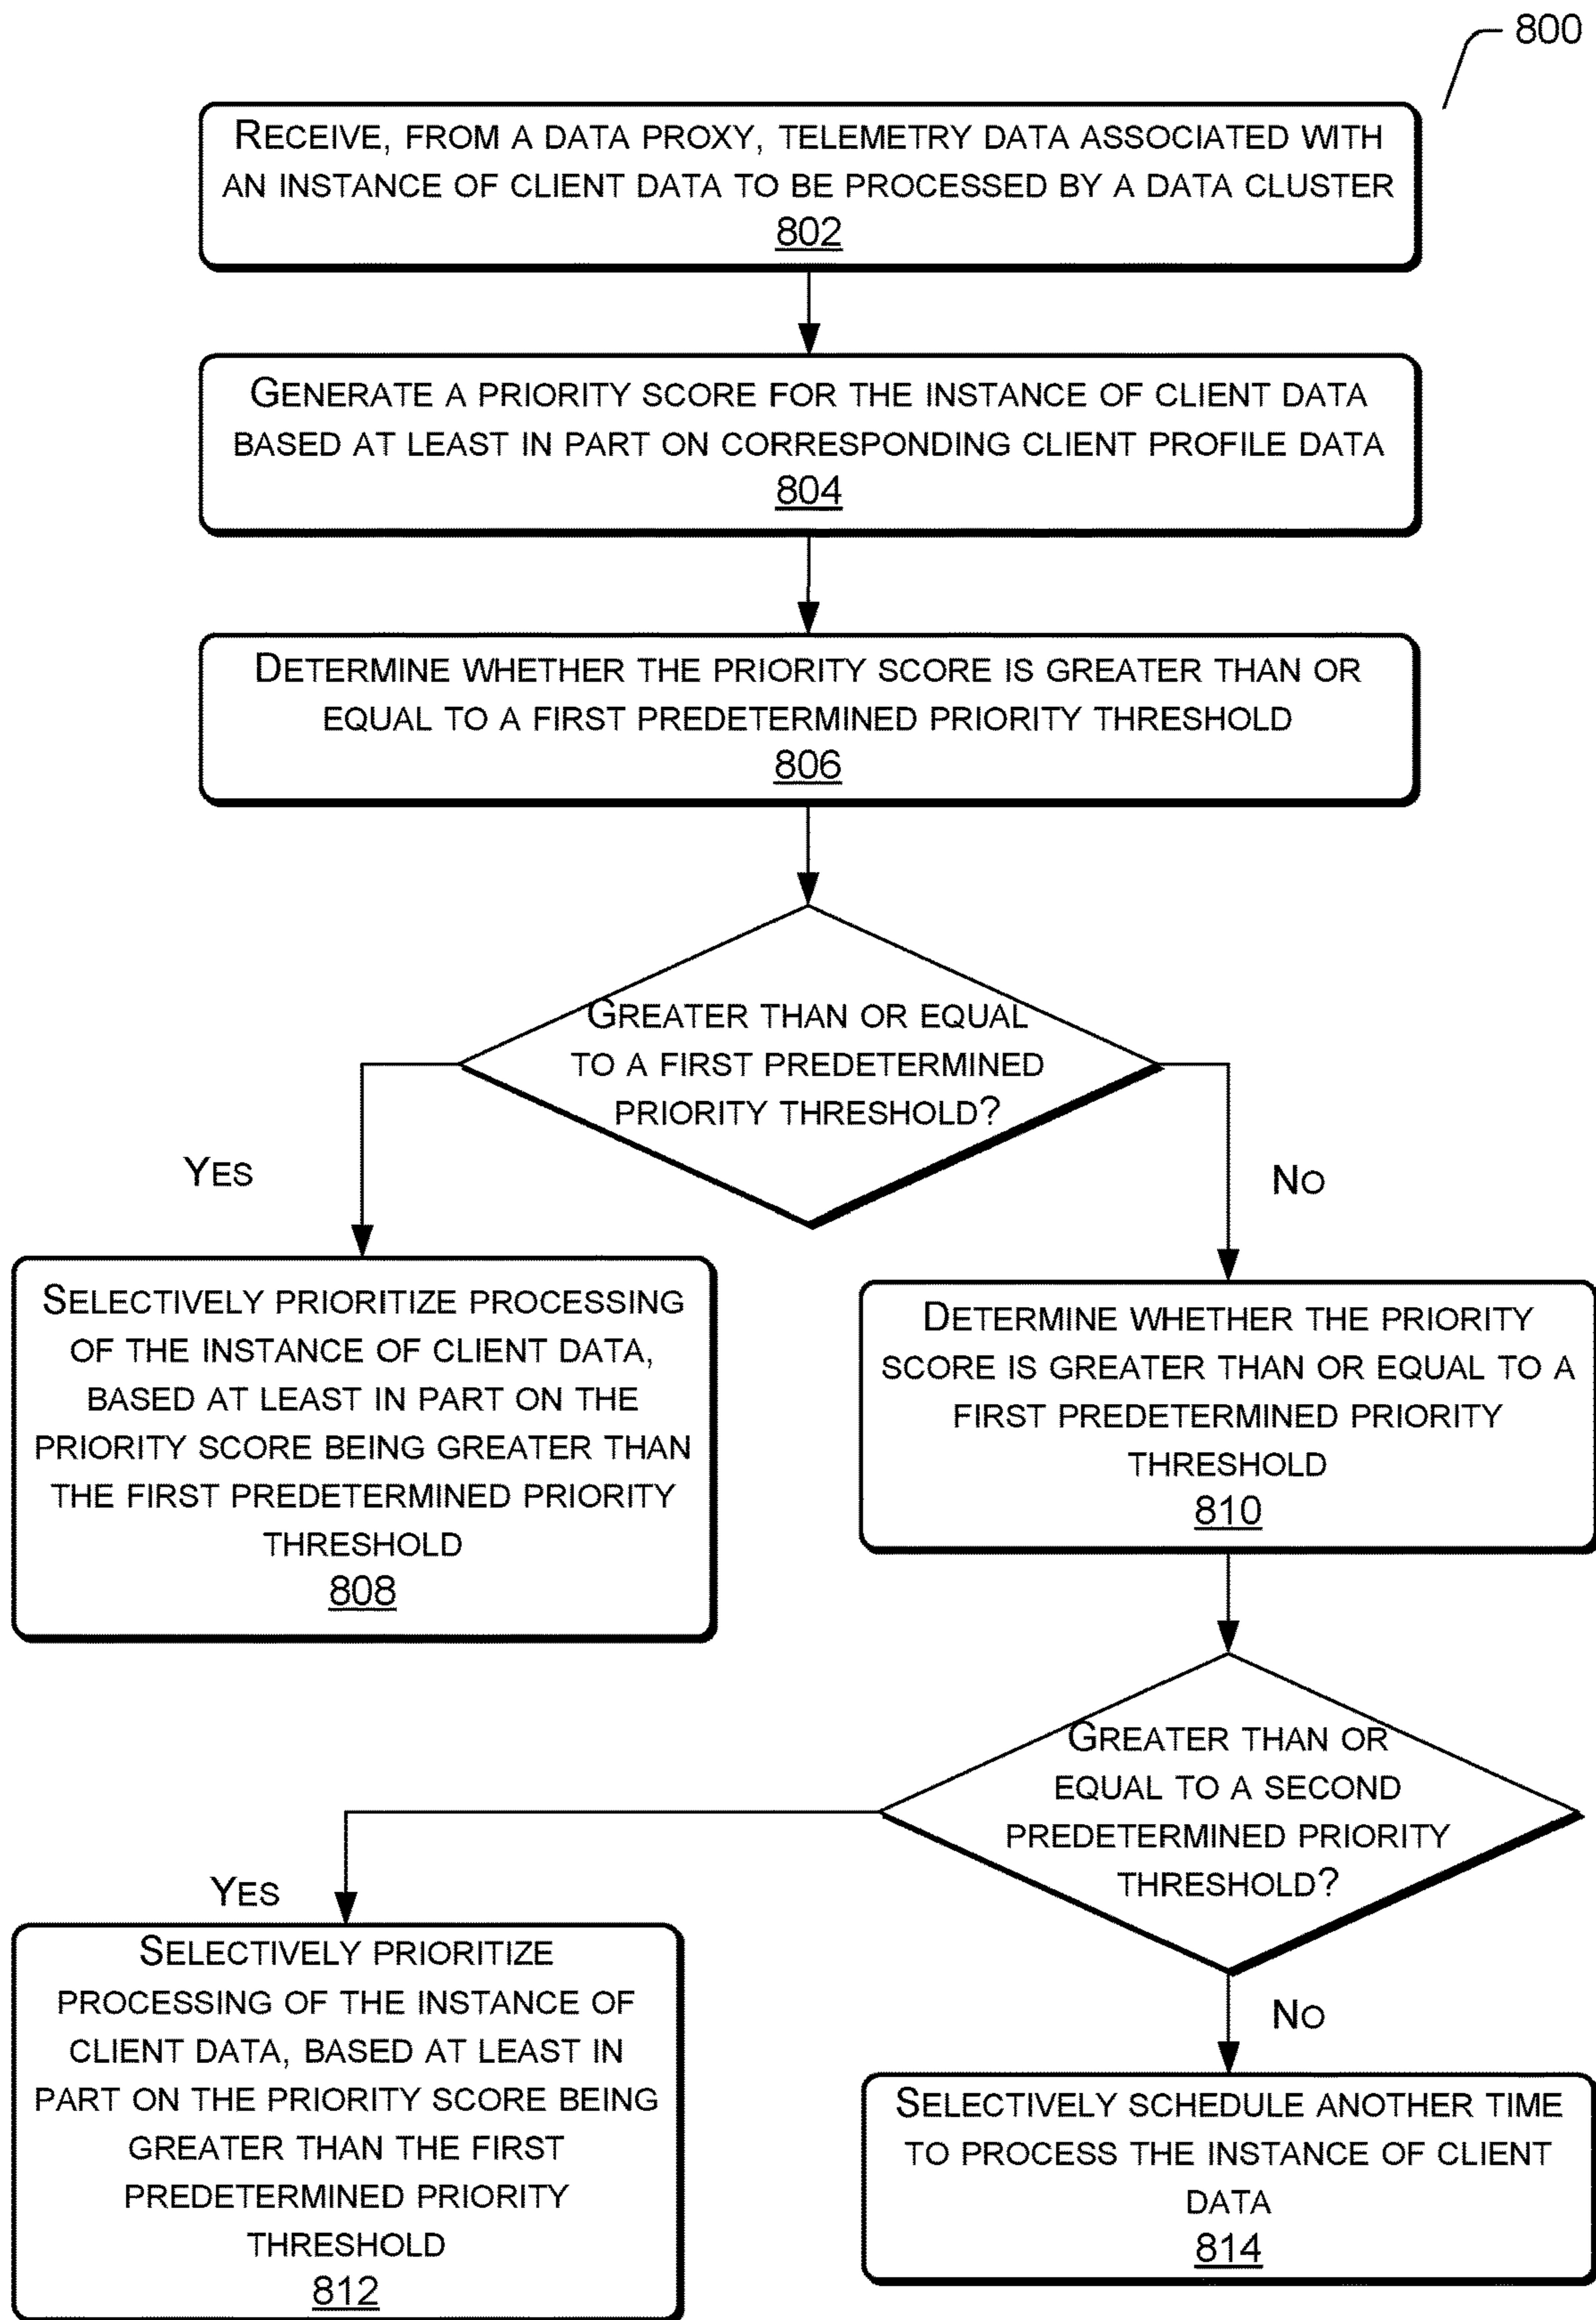 800
RECEIVE, FROM A DATA PROXY, TELEMETRY DATA ASSOCIATED WITH
AN INSTANCE OF CLIENT DATA TO BE PROCESSED BY A DATA CLUSTER
802
GENERATE A PRIORITY SCORE FOR THE INSTANCE OF CLIENT DATA
BASED AT LEAST IN PART ON CORRESPONDING CLIENT PROFILE DATA
804
DETERMINE WHETHER THE PRIORITY SCORE IS GREATER THAN OR
EQUAL TO A FIRST PREDETERMINED PRIORITY THRESHOLD
806
GREATER THAN OR EQUAL
TO A FIRST PREDETERMINED
PRIORITY THRESHOLD?
YES
NO
SELECTIVELY PRIORITIZE PROCESSING
OF THE INSTANCE OF CLIENT DATA,
BASED AT LEAST IN PART ON THE
PRIORITY SCORE BEING GREATER THAN
THE FIRST PREDETERMINED PRIORITY
THRESHOLD
808
DETERMINE WHETHER THE PRIORITY
SCORE IS GREATER THAN OR EQUAL TO A
FIRST PREDETERMINED PRIORITY
THRESHOLD
810
GREATER THAN OR
EQUAL TO A SECOND
PREDETERMINED PRIORITY
THRESHOLD?
YES
NO
SELECTIVELY PRIORITIZE
PROCESSING OF THE INSTANCE OF
CLIENT DATA, BASED AT LEAST IN
PART ON THE PRIORITY SCORE BEING
GREATER THAN THE FIRST
PREDETERMINED PRIORITY
THRESHOLD
812
SELECTIVELY SCHEDULE ANOTHER TIME
TO PROCESS THE INSTANCE OF CLIENT
DATA
814